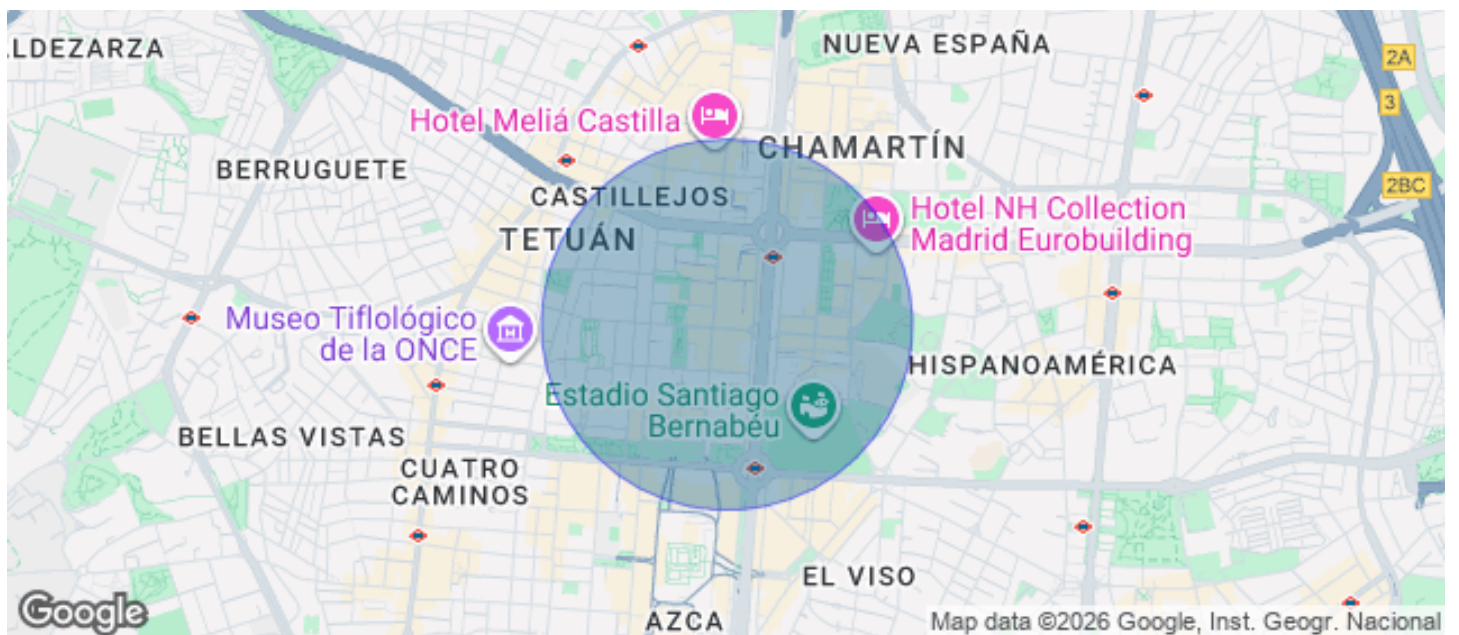 ALDEZARZA
NUEVA ESPAÑA
2A
3
Hotel Meliá Castilla
CHAMARTÍN
BERRUGUETE
2BC
CASTILLEJOS
Hotel NH Collection
Madrid Eurobuilding
TETUÁN
Museo Tiflológico
de la ONCE
HISPANOAMÉRICA
Estadio Santiago
Bernabéu
BELLAS VISTAS
CUATRO
CAMINOS
EL VISO
Google
AZCA
Map data ©2026 Google, Inst. Geogr. Nacional